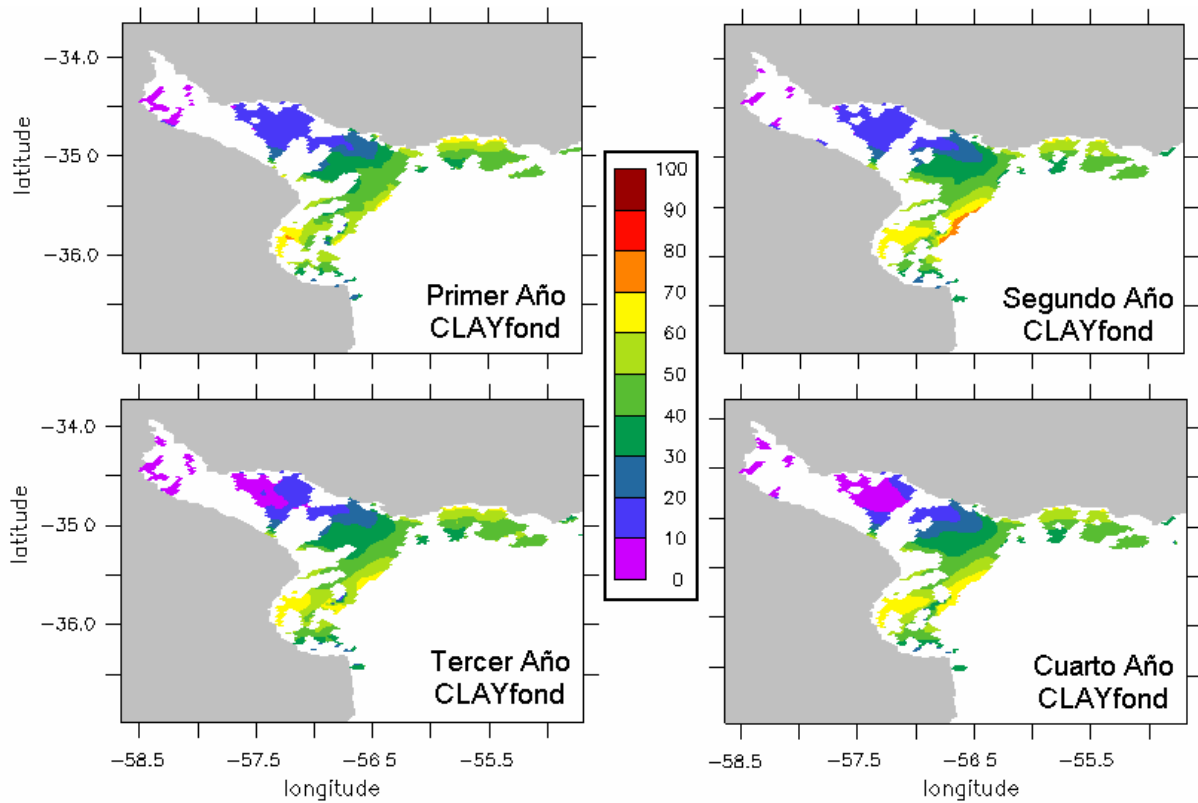 -34.0
latitude
-35.0
-36.0
Primer Año
CLAYfond
Segundo Año
CLAYfond
100
90
80
70
60
50
40
30
20
10
0
-34.0
latitude
-35.0
-36.0
Tercer Año
CLAYfond
Cuarto Año
CLAYfond
-58.5
-57.5
-56.5
-55.5
longitude
-58.5
-57.5
-56.5
-55.5
longitude